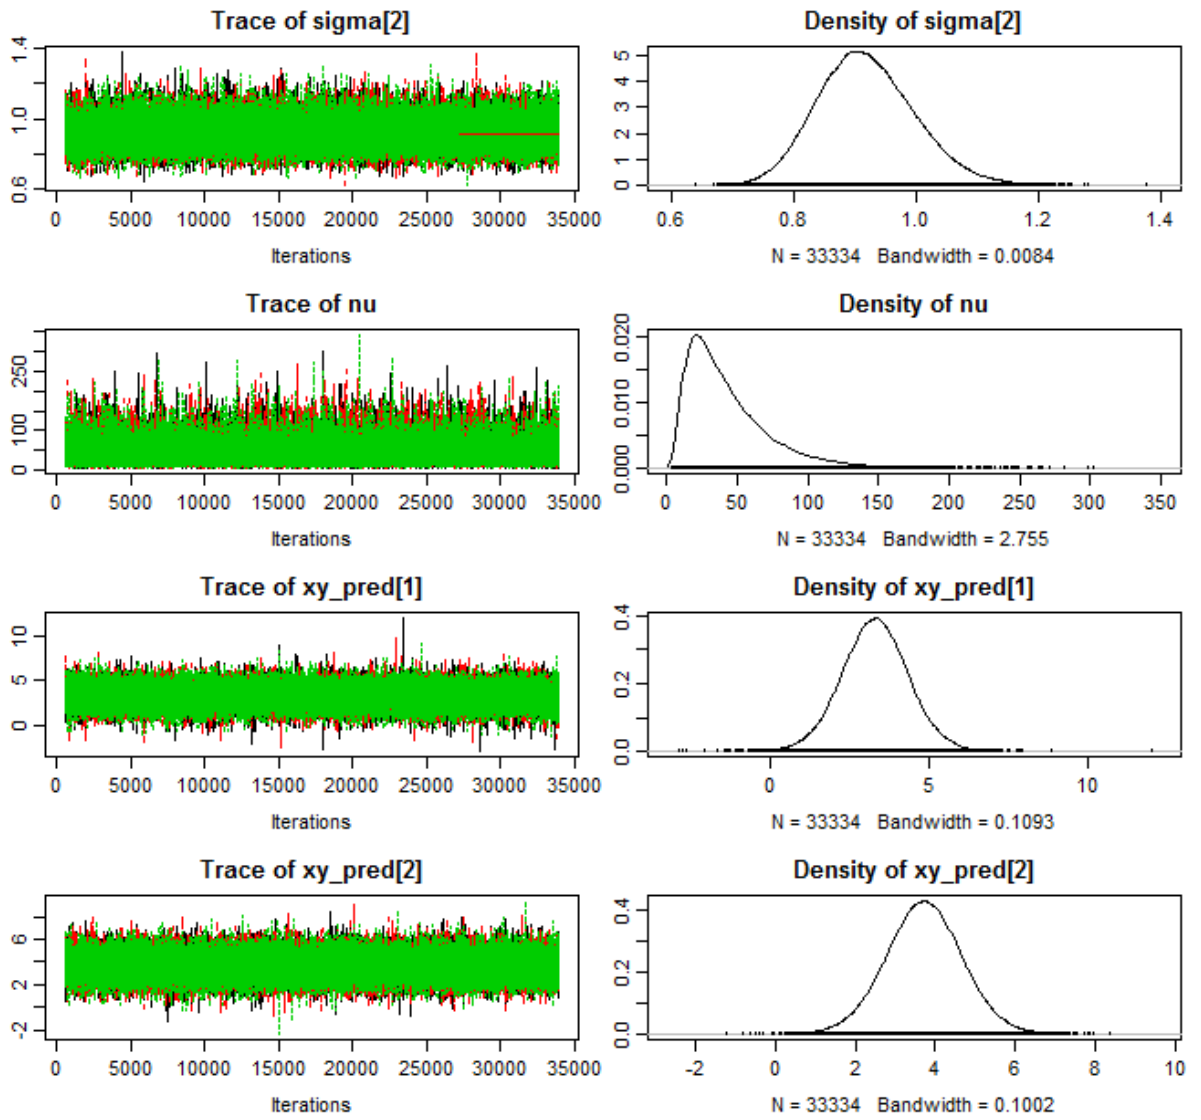 Trace of sigma[2]
0.6 1.0 1.4
0 5000 10000 15000 20000 25000 30000 35000
Iterations
Density of sigma[2]
0 1 2 3 4 5
0.6 0.8 1.0 1.2 1.4
N = 33334 Bandwidth = 0.0084
Trace of nu
0 100 250
0 5000 10000 15000 20000 25000 30000 35000
Iterations
Density of nu
0.000 0.010 0.020
0 50 100 150 200 250 300 350
N = 33334 Bandwidth = 2.755
Trace of xy_pred[1]
0 5 10
0 5000 10000 15000 20000 25000 30000 35000
Iterations
Density of xy_pred[1]
0.0 0.2 0.4
0 5 10
N = 33334 Bandwidth = 0.1093
Trace of xy_pred[2]
-2 2 6
0 5000 10000 15000 20000 25000 30000 35000
Iterations
Density of xy_pred[2]
0.0 0.2 0.4
-2 0 2 4 6 8 10
N = 33334 Bandwidth = 0.1002